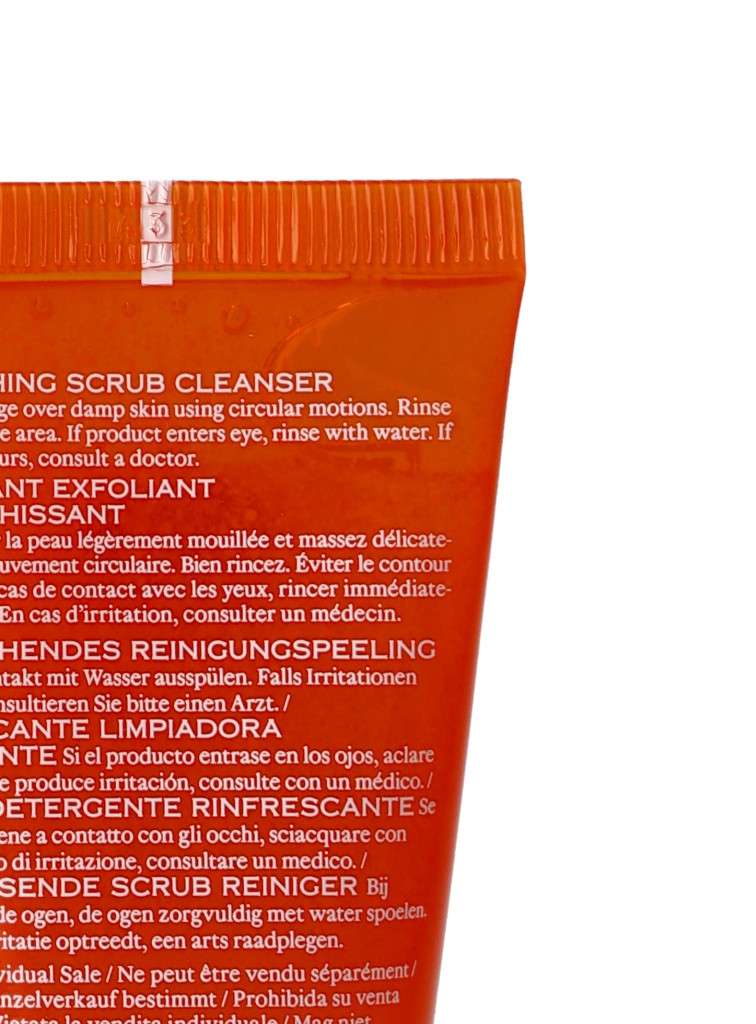 HING SCRUB CLEANSER
ge over damp skin using circular motions. Rinse
e area. If product enters eye, rinse with water. If
urs, consult a doctor.
ANT EXFOLIANT
HISSANT
r la peau légèrement mouillée et massez délicate-
uvement circulaire. Bien rincez. Éviter le contour
cas de contact avec les yeux, rincer immédiate-
En cas d'irritation, consulter un médecin.
HENDES REINIGUNGSPEELING
ntakt mit Wasser ausspülen. Falls Irritationen
nsultieren Sie bitte einen Arzt. /
CANTE LIMPIADORA
NTE Si el producto entrase en los ojos, aclare
e produce irritación, consulte con un médico. /
DETERGENTE RINFRESCANTE Se
ene a contatto con gli occhi, sciacquare con
o di irritazione, consultare un medico. /
SENDE SCRUB REINIGER Bij
de ogen, de ogen zorgvuldig met water spoelen.
ritatie optreedt, een arts raadplegen.
vidual Sale / Ne peut être vendu séparément /
nzelverkauf bestimmt / Prohibida su venta
Vietata la vendita individuale / Mag niet